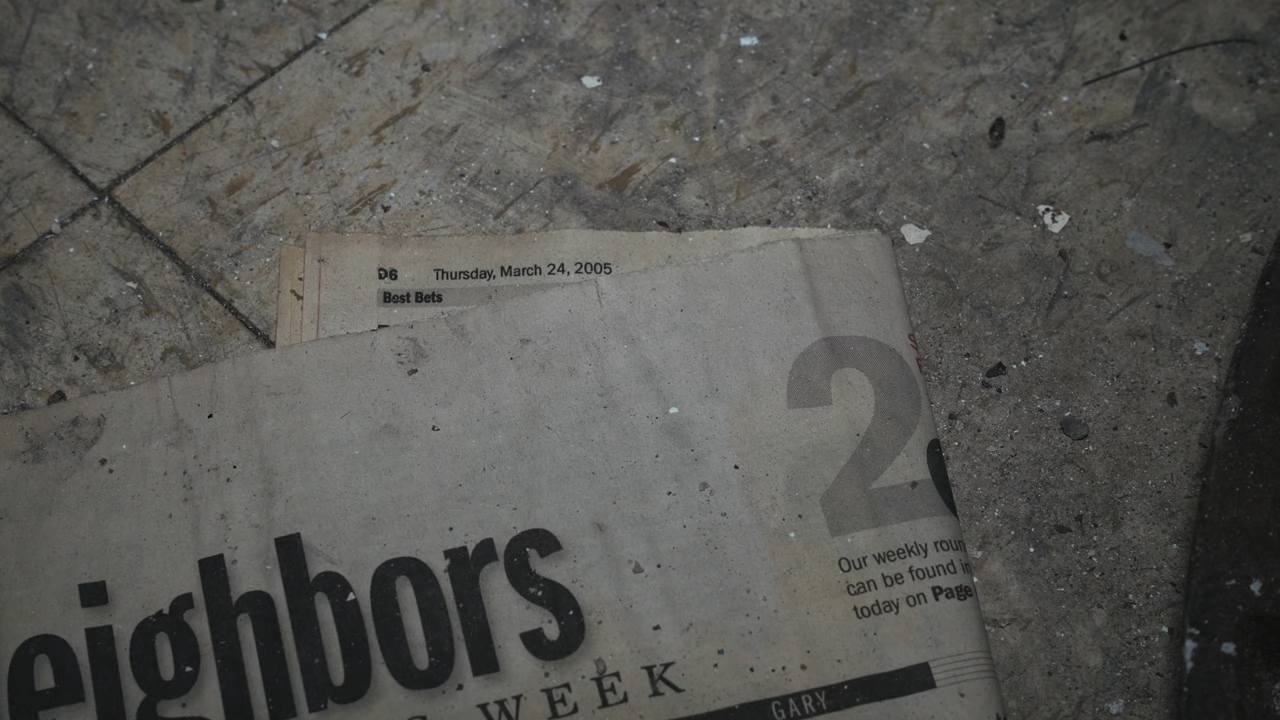 D6 Thursday, March 24, 2005
Best Bets
2
Our weekly roun
can be found in
today on Page
eighbors
WEEK
GARY